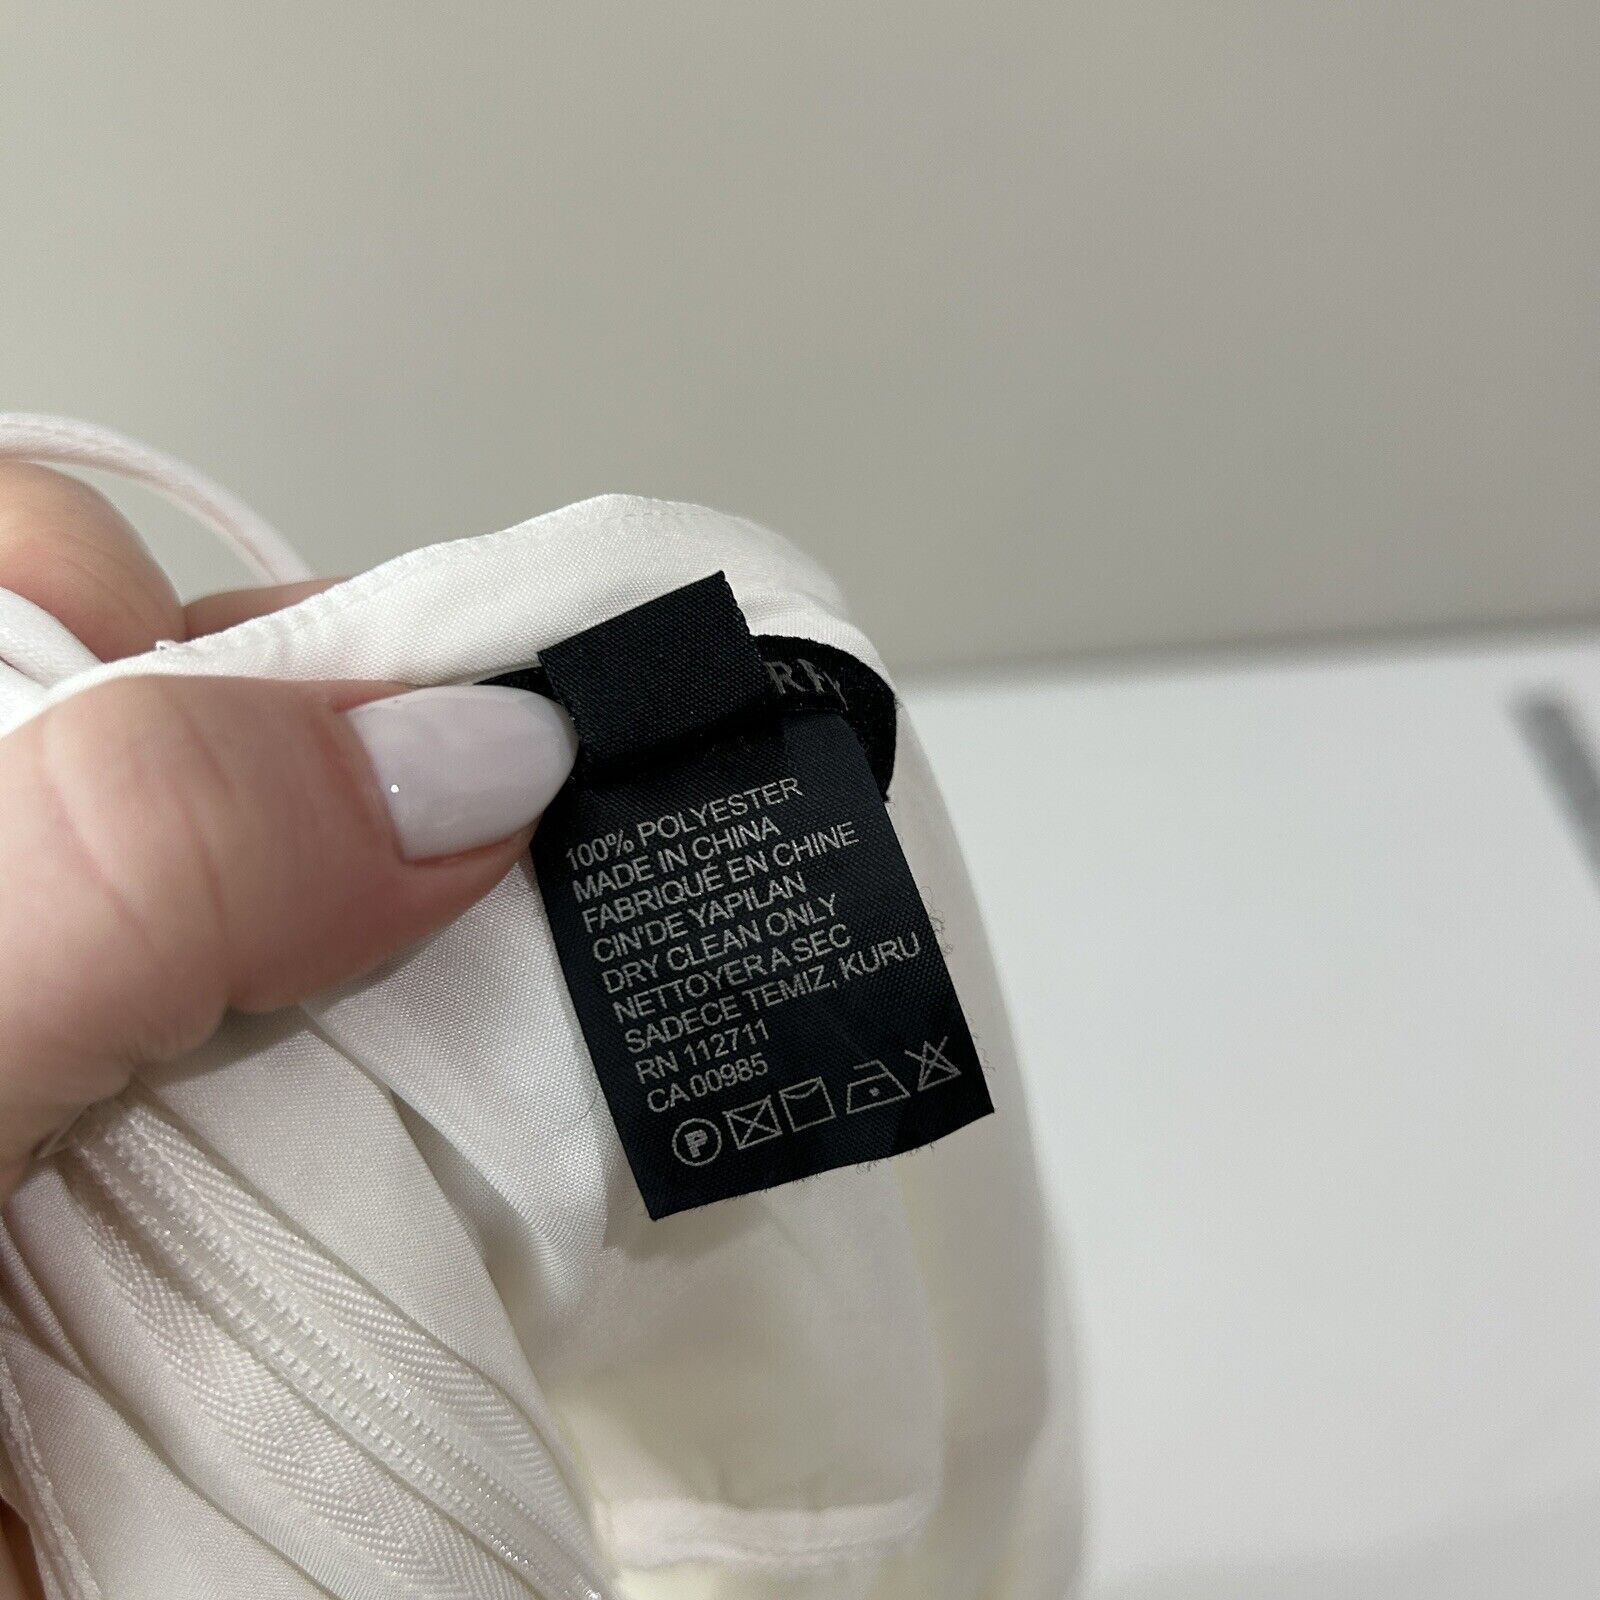 100% POLYESTER
MADE IN CHINA
FABRIQUÉ EN CHINE
CIN'DE YAPILAN
DRY CLEAN ONLY
NETTOYER A SEC
SADECE TEMIZ, KURU
RN 112711
CA 00985
P